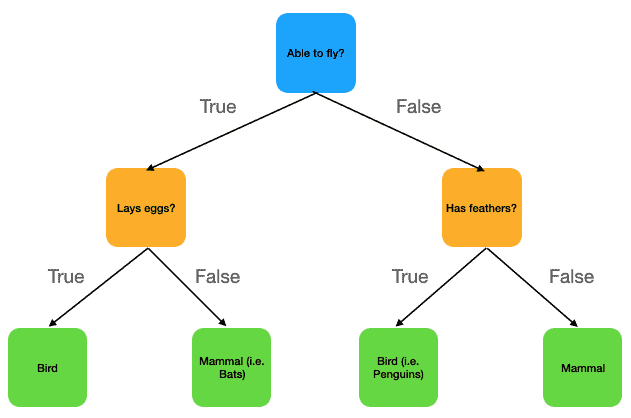 Able to fly?
True
False
Lays eggs?
Has feathers?
True
False
True
False
Bird
Mammal (i.e.
Bats)
Bird (i.e.
Penguins)
Mammal